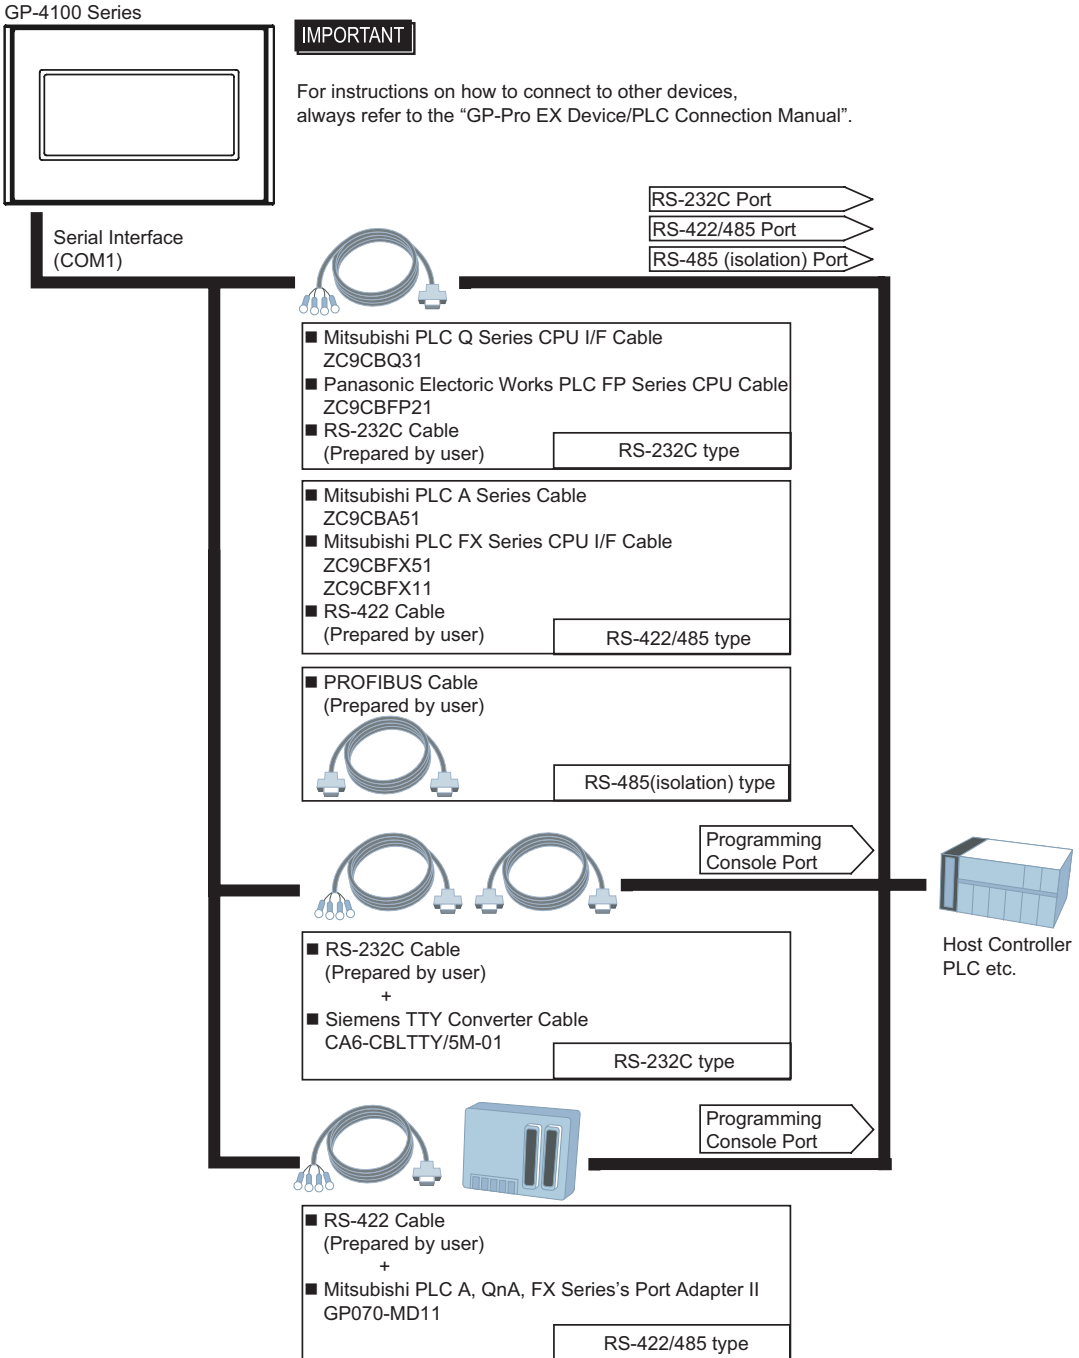 GP-4100 Series
IMPORTANT
For instructions on how to connect to other devices,
always refer to the “GP-Pro EX Device/PLC Connection Manual”.
RS-232C Port
RS-422/485 Port
RS-485 (isolation) Port
Serial Interface
(COM1)
■ Mitsubishi PLC Q Series CPU I/F Cable
ZC9CBQ31
■ Panasonic Electoric Works PLC FP Series CPU Cable
ZC9CBFP21
■ RS-232C Cable
(Prepared by user)
RS-232C type
■ Mitsubishi PLC A Series Cable
ZC9CBA51
■ Mitsubishi PLC FX Series CPU I/F Cable
ZC9CBFX51
ZC9CBFX11
■ RS-422 Cable
(Prepared by user)
RS-422/485 type
■ PROFIBUS Cable
(Prepared by user)
RS-485(isolation) type
Programming
Console Port
Host Controller
PLC etc.
■ RS-232C Cable
(Prepared by user)
+
■ Siemens TTY Converter Cable
CA6-CBLTTY/5M-01
RS-232C type
Programming
Console Port
■ RS-422 Cable
(Prepared by user)
+
■ Mitsubishi PLC A, QnA, FX Series’s Port Adapter II
GP070-MD11
RS-422/485 type